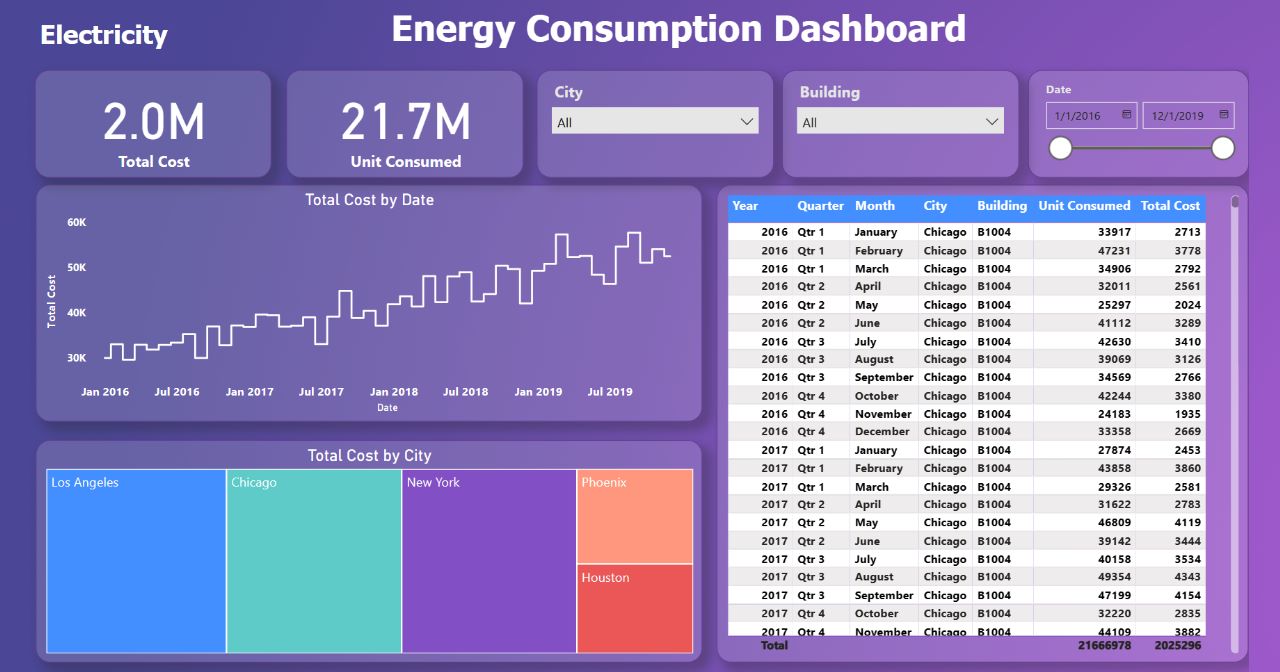 Electricity
Energy Consumption Dashboard
2.0M
Total Cost
21.7M
Unit Consumed
City
All
Building
All
Date
1/1/2016
12/1/2019
Total Cost by Date
60K
50K
40K
30K
Total Cost
Jan 2016 Jul 2016 Jan 2017 Jul 2017 Jan 2018 Jul 2018 Jan 2019 Jul 2019
Date
Total Cost by City
Los Angeles
Chicago
New York
Phoenix
Houston
Year Quarter Month City Building Unit Consumed Total Cost
2016 Qtr 1 January Chicago B1004 33917 2713
2016 Qtr 1 February Chicago B1004 47231 3778
2016 Qtr 1 March Chicago B1004 34906 2792
2016 Qtr 2 April Chicago B1004 32011 2561
2016 Qtr 2 May Chicago B1004 25297 2024
2016 Qtr 2 June Chicago B1004 41112 3289
2016 Qtr 3 July Chicago B1004 42630 3410
2016 Qtr 3 August Chicago B1004 39069 3126
2016 Qtr 3 September Chicago B1004 34569 2766
2016 Qtr 4 October Chicago B1004 42244 3380
2016 Qtr 4 November Chicago B1004 24183 1935
2016 Qtr 4 December Chicago B1004 33358 2669
2017 Qtr 1 January Chicago B1004 27874 2453
2017 Qtr 1 February Chicago B1004 43858 3860
2017 Qtr 1 March Chicago B1004 29326 2581
2017 Qtr 2 April Chicago B1004 31622 2783
2017 Qtr 2 May Chicago B1004 46809 4119
2017 Qtr 2 June Chicago B1004 39142 3444
2017 Qtr 3 July Chicago B1004 40158 3534
2017 Qtr 3 August Chicago B1004 49354 4343
2017 Qtr 3 September Chicago B1004 47199 4154
2017 Qtr 4 October Chicago B1004 32220 2835
2017 Qtr 4 November Chicago B1004 44109 3882
Total 21666978 2025296